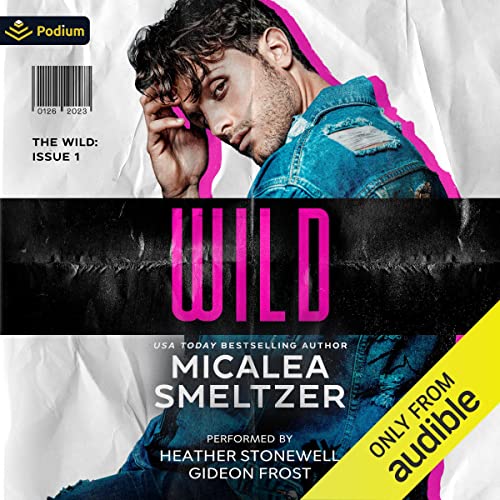 Podium
0126 2023
THE WILD:
ISSUE 1
WILD
USA TODAY BESTSELLING AUTHOR
MICALEA
SMELTZER
PERFORMED BY
HEATHER STONEWELL
GIDEON FROST
ONLY FROM
audible